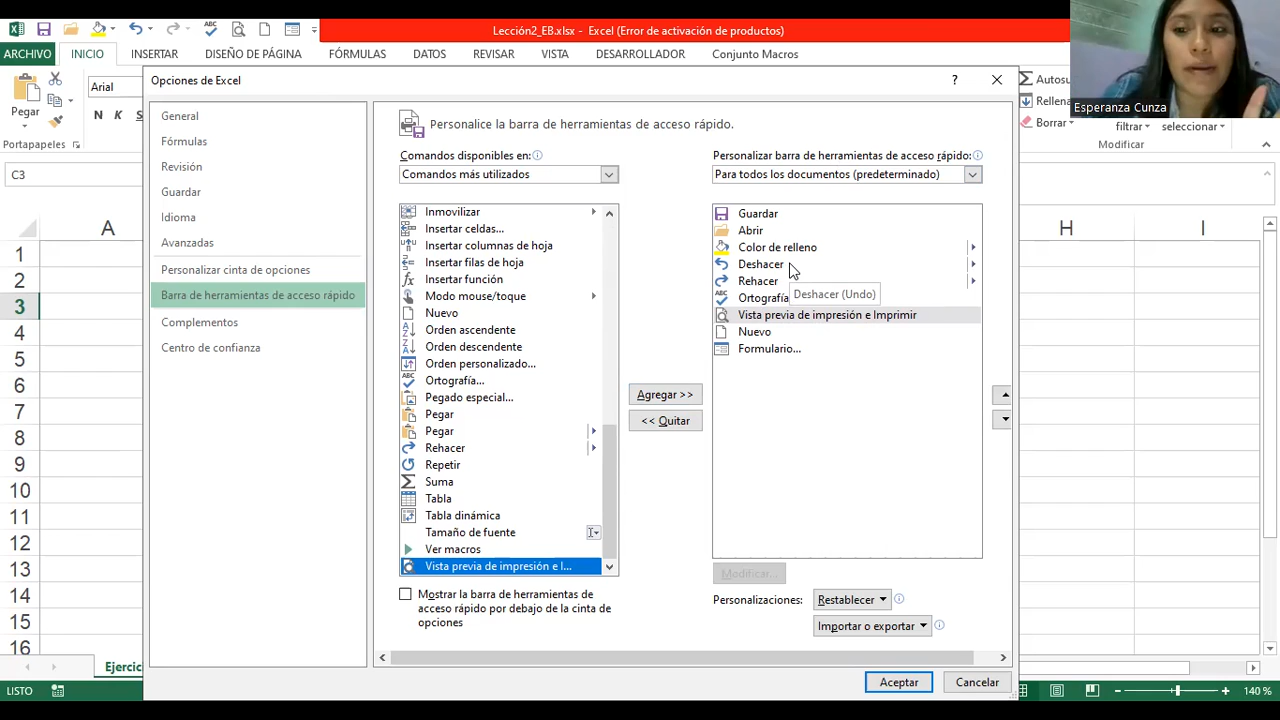 Lección2_EB.xlsx - Excel (Error de activación de productos)
ARCHIVO INICIO INSERTAR DISEÑO DE PÁGINA FÓRMULAS DATOS REVISAR VISTA DESARROLLADOR Conjunto Macros
Pegar
Portapapeles
Arial
N K S
Autosu
Rellena
Borrar
filtrar
seleccionar
Modificar
Esperanza Cunza
C3
A H I
1
2
3
4
5
6
7
8
9
10
11
12
13
14
15
16
Opciones de Excel
?
General
Fórmulas
Revisión
Guardar
Idioma
Avanzadas
Personalizar cinta de opciones
Barra de herramientas de acceso rápido
Complementos
Centro de confianza
Personalice la barra de herramientas de acceso rápido.
Comandos disponibles en:
Comandos más utilizados
Inmovilizar
Insertar celdas...
Insertar columnas de hoja
Insertar filas de hoja
Insertar función
Modo mouse/toque
Nuevo
Orden ascendente
Orden descendente
Orden personalizado...
Ortografía...
Pegado especial...
Pegar
Pegar
Rehacer
Repetir
Suma
Tabla
Tabla dinámica
Tamaño de fuente
Ver macros
Vista previa de impresión e I...
Mostrar la barra de herramientas de
acceso rápido por debajo de la cinta de
opciones
Agregar >>
<< Quitar
Personalizar barra de herramientas de acceso rápido:
Para todos los documentos (predeterminado)
Guardar
Abrir
Color de relleno
Deshacer
Rehacer
Deshacer (Undo)
Ortografía
Vista previa de impresión e Imprimir
Nuevo
Formulario...
Modificar...
Personalizaciones: Restablecer
Importar o exportar
Aceptar Cancelar
Ejercic
LISTO
140 %